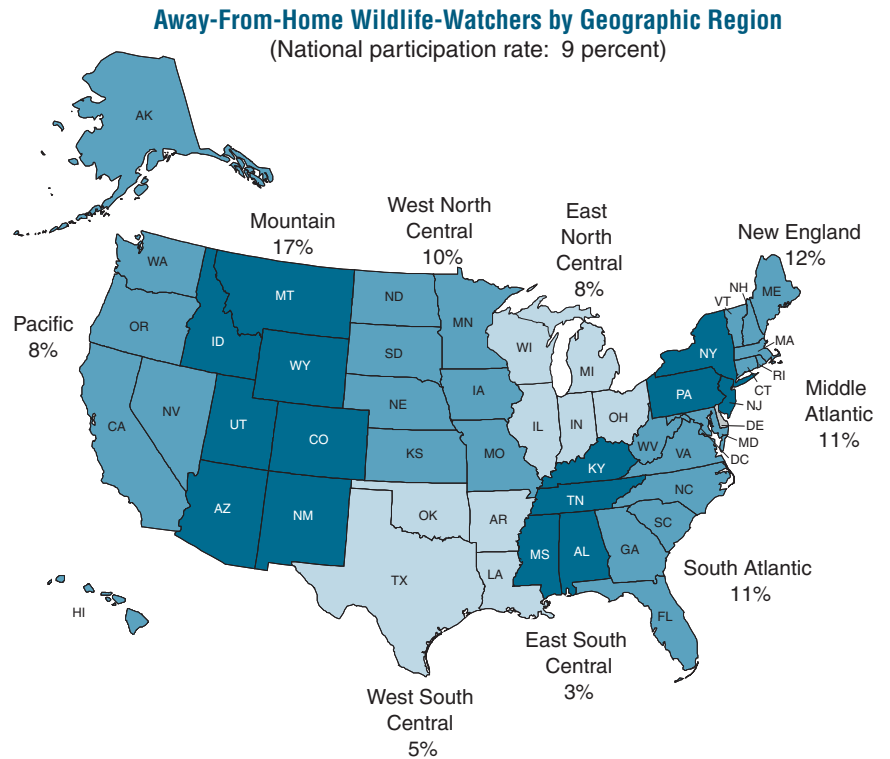 Away-From-Home Wildlife-Watchers by Geographic Region
(National participation rate: 9 percent)
AK
Mountain
17%
West North
Central
10%
East
North
Central
8%
New England
12%
Pacific
8%
WA
OR
CA
NV
ID
MT
WY
UT
CO
AZ
NM
ND
SD
NE
KS
MN
IA
MO
WI
MI
IL
IN
OH
OK
TX
AR
LA
KY
TN
MS
AL
NY
PA
VT
NH
ME
MA
RI
CT
NJ
DE
MD
DC
WV
VA
NC
SC
GA
FL
HI
Middle
Atlantic
11%
South Atlantic
11%
East South
Central
3%
West South
Central
5%